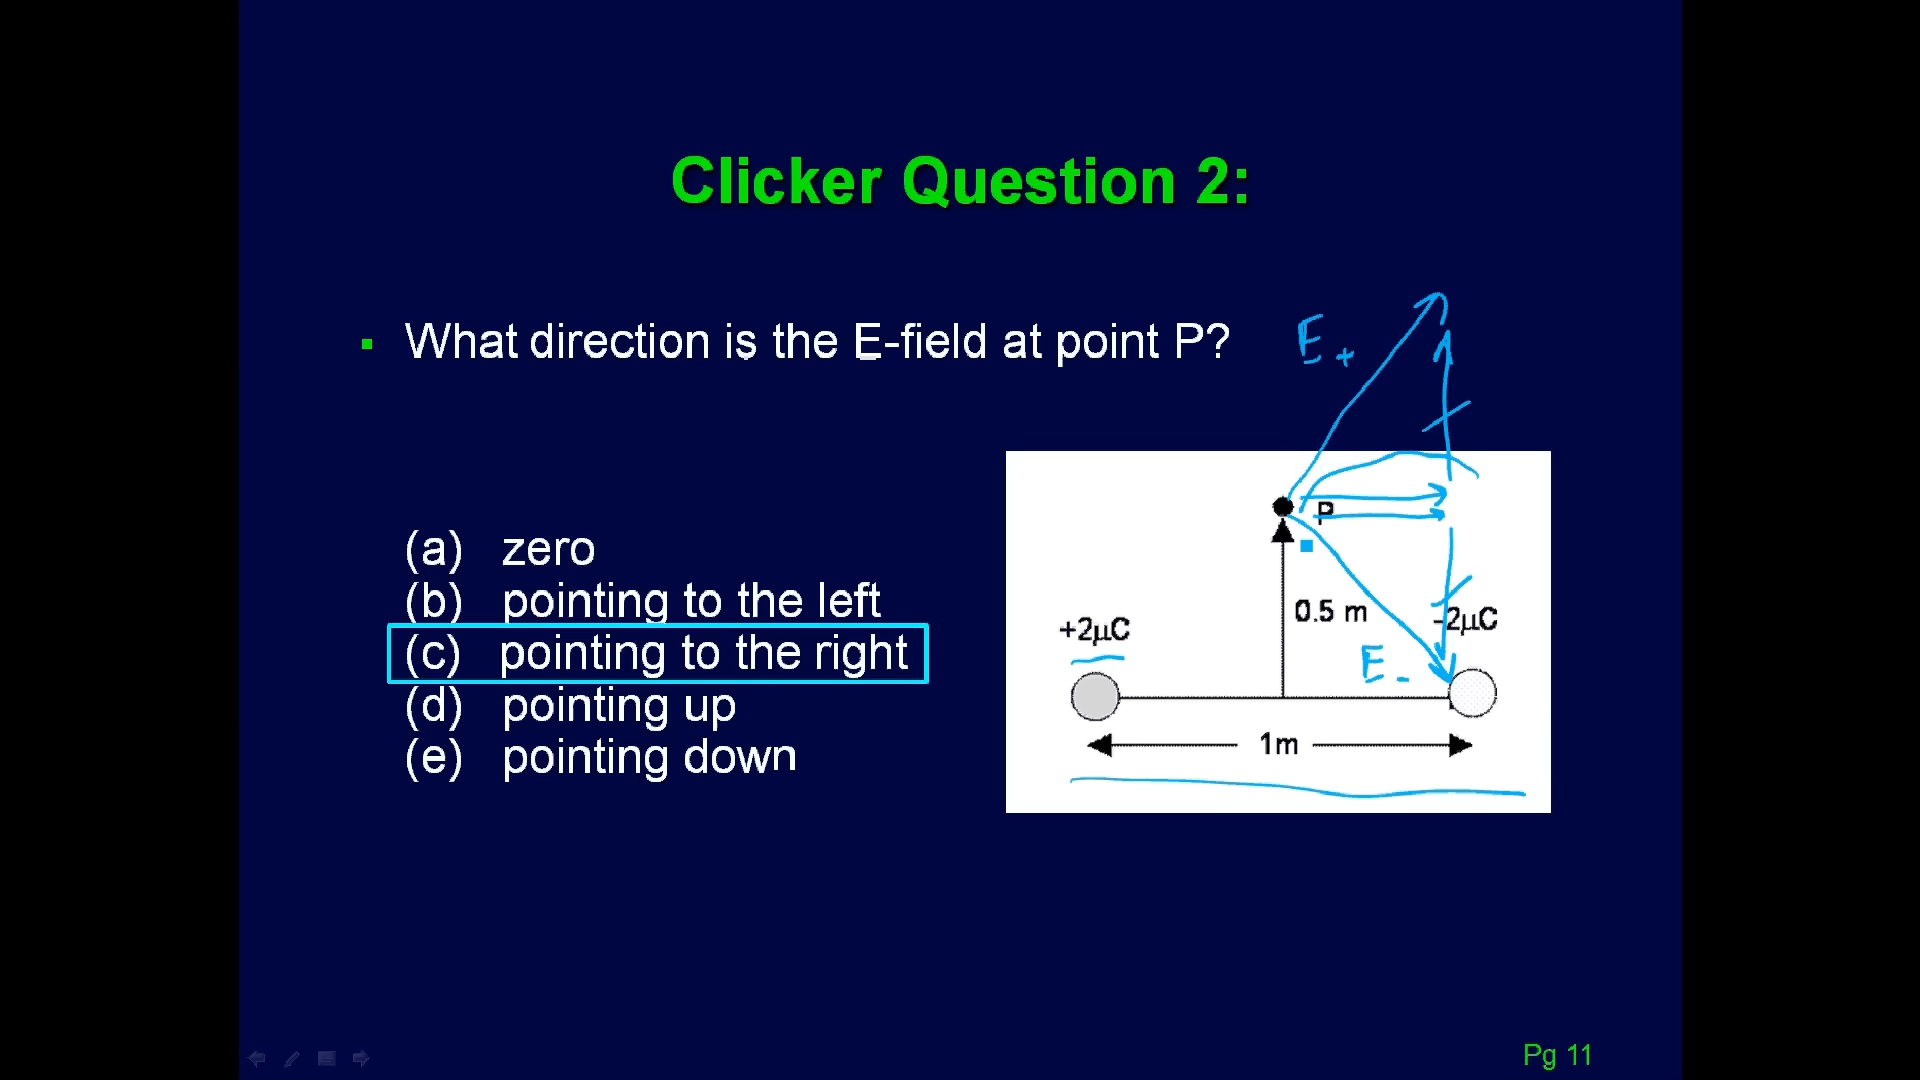 Clicker Question 2:
▪ What direction is the E-field at point P?
E+
(a) zero
(b) pointing to the left
(c) pointing to the right
(d) pointing up
(e) pointing down
P
0.5 m
+2μC
-2μC
E-
1m
Pg 11